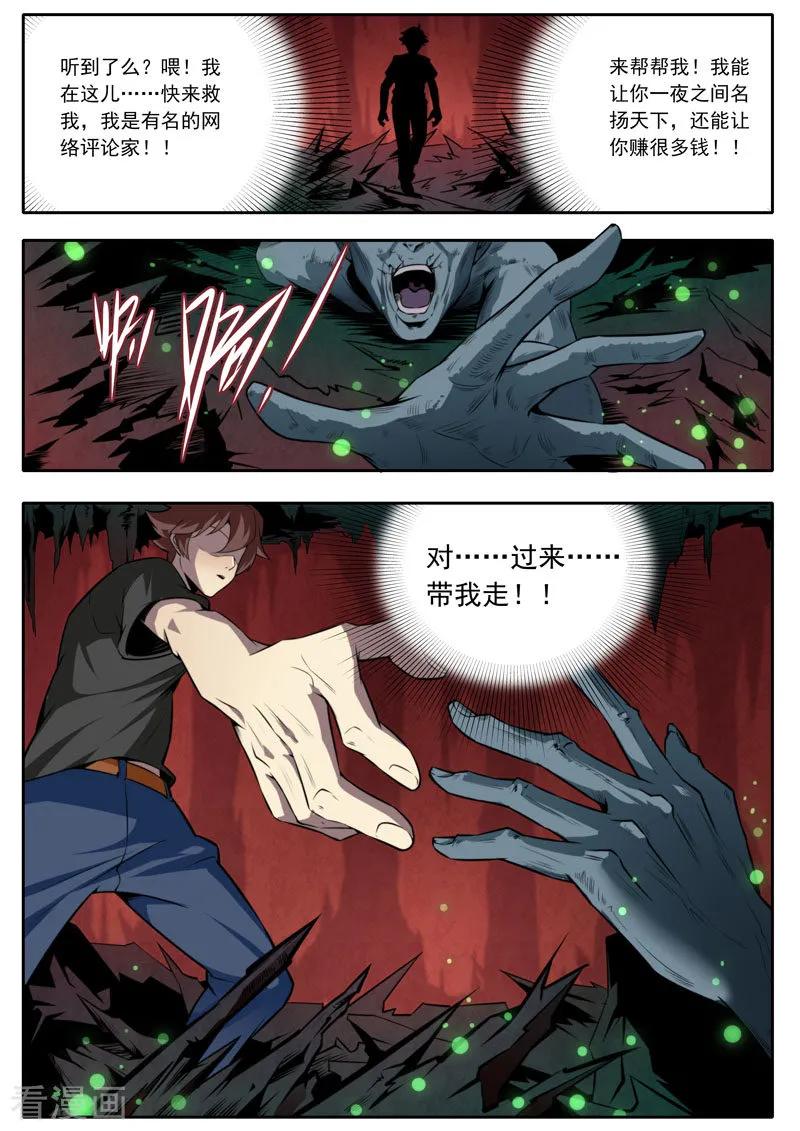 听到了么？喂！我
在这儿……快来救
我，我是有名的网
络评论家！！
来帮帮我！我能
让你一夜之间名
扬天下，还能让
你赚很多钱！！
对……过来……
带我走！！
看漫画